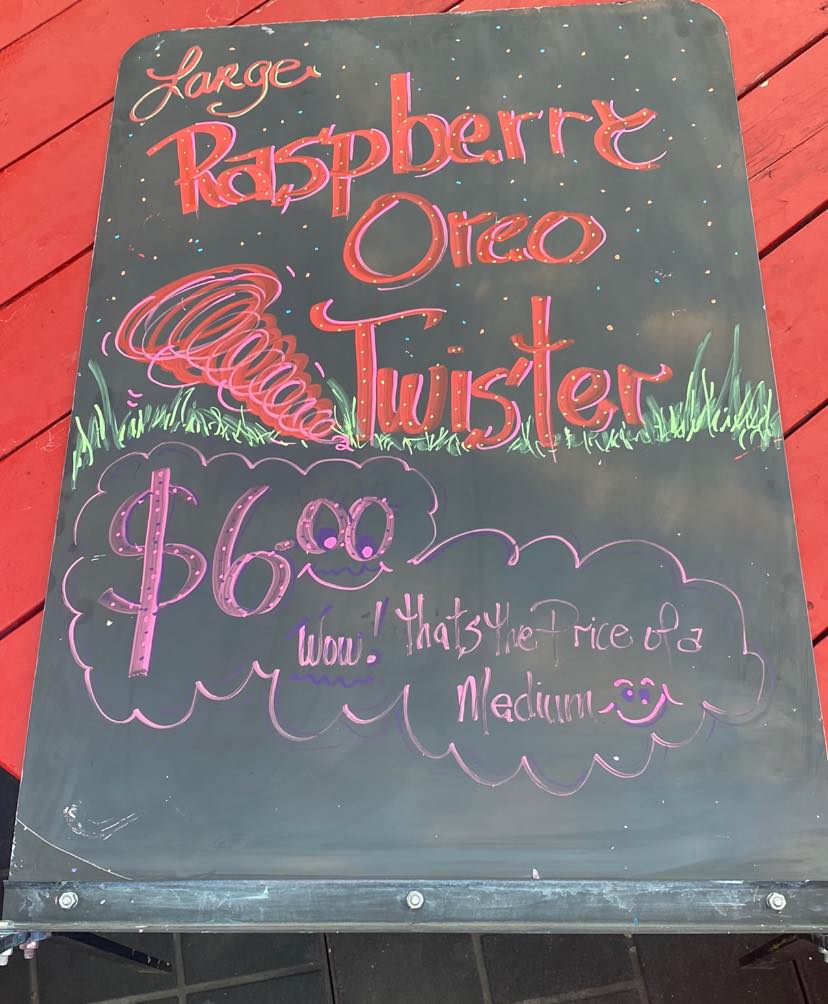 Large
Raspberry
Oreo
Twister
$6.00
Wow! thats the Price of a
Medium